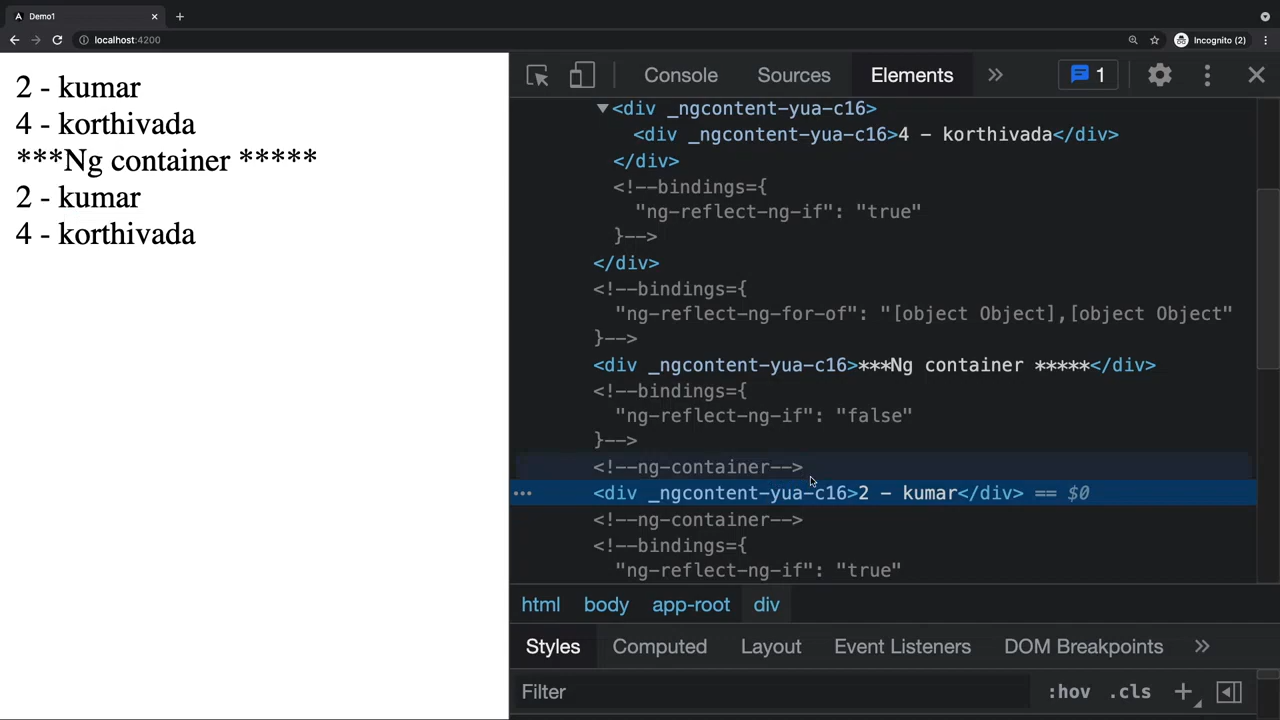 Demo1
localhost:4200
Incognito (2)
2 - kumar
4 - korthivada
***Ng container *****
2 - kumar
4 - korthivada
Console
Sources
Elements
»
1
<div _ngcontent-yua-c16>
<div _ngcontent-yua-c16>4 - korthivada</div>
</div>
<!--bindings={
"ng-reflect-ng-if": "true"
}-->
</div>
<!--bindings={
"ng-reflect-ng-for-of": "[object Object],[object Object"
}-->
<div _ngcontent-yua-c16>***Ng container *****</div>
<!--bindings={
"ng-reflect-ng-if": "false"
}-->
<!--ng-container-->
<div _ngcontent-yua-c16>2 - kumar</div> == $0
<!--ng-container-->
<!--bindings={
"ng-reflect-ng-if": "true"
html body app-root div
Styles Computed Layout Event Listeners DOM Breakpoints »
Filter :hov .cls +